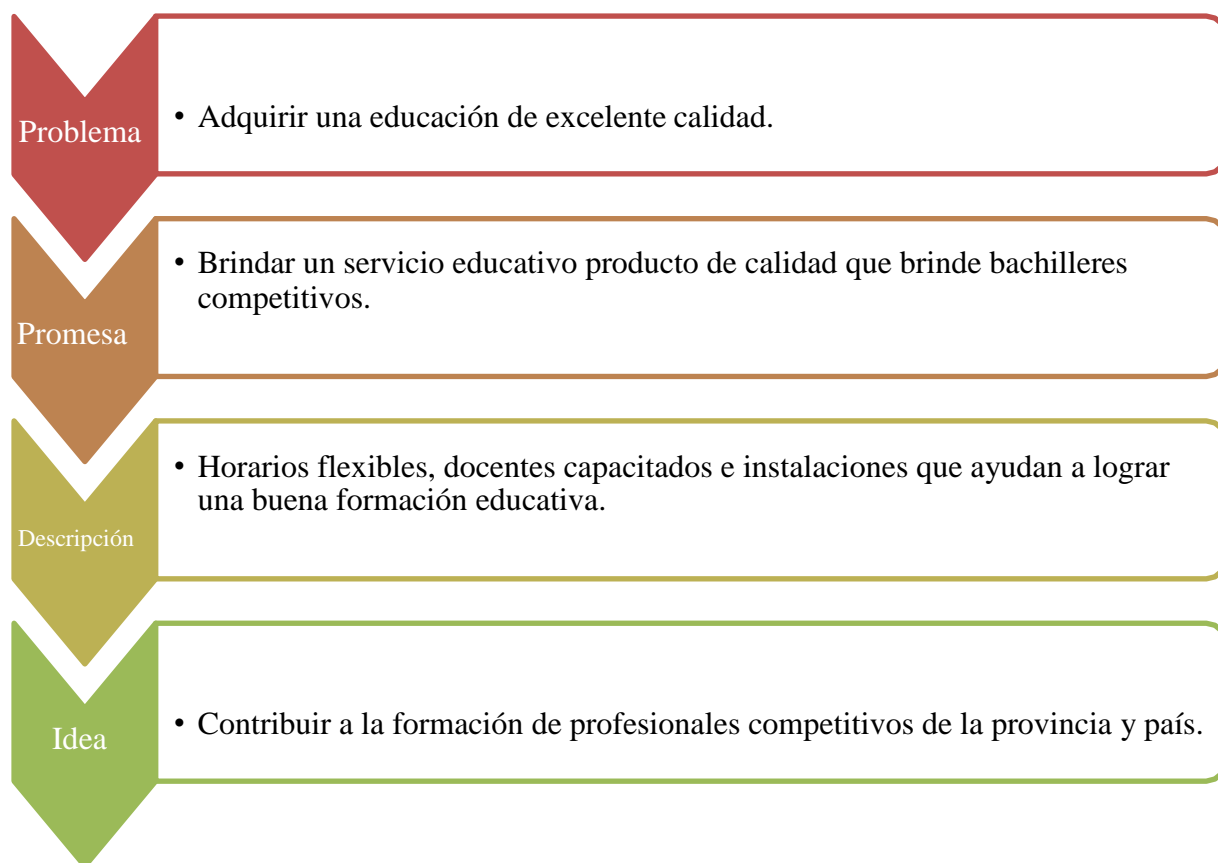 Problema
• Adquirir una educación de excelente calidad.
Promesa
• Brindar un servicio educativo producto de calidad que brinde bachilleres
competitivos.
Descripción
• Horarios flexibles, docentes capacitados e instalaciones que ayudan a lograr
una buena formación educativa.
Idea
• Contribuir a la formación de profesionales competitivos de la provincia y país.